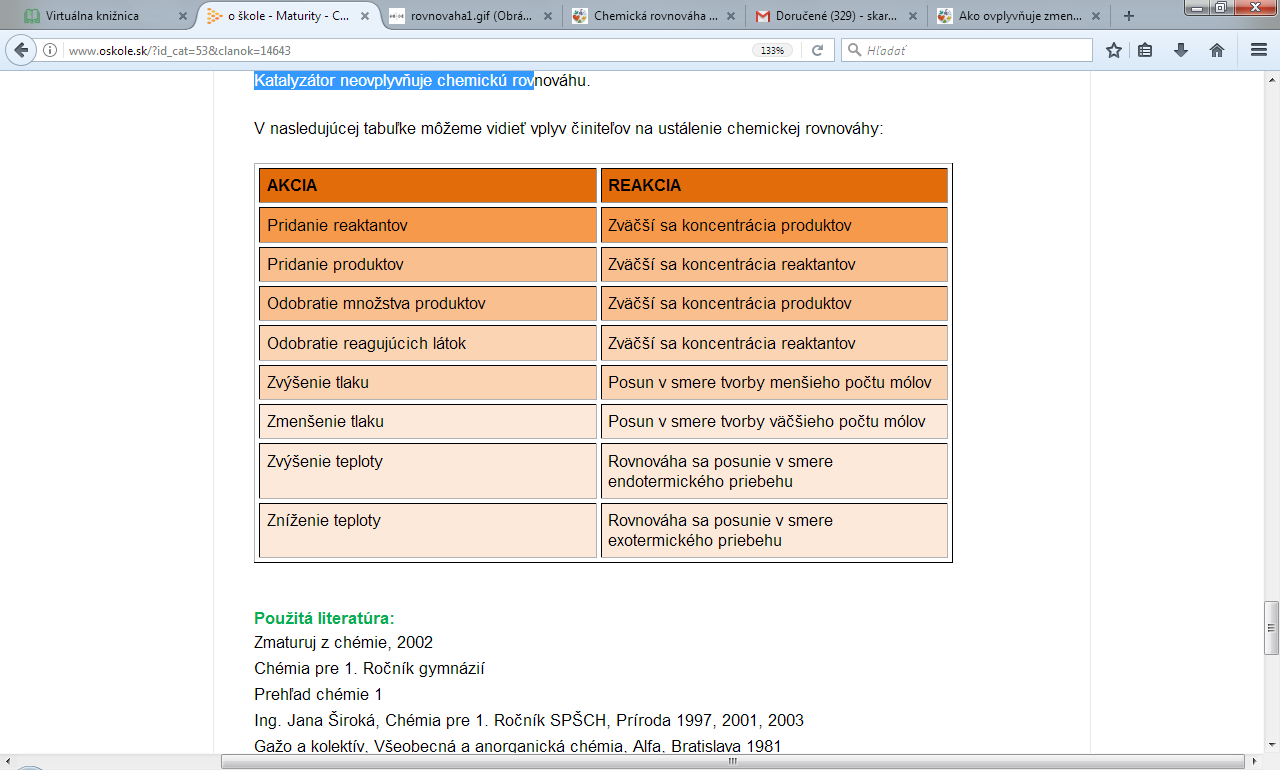 Virtuálna knižnica
o škole - Maturity - C...
rovnovaha1.gif (Obrá...
Chemická rovnováha ...
Doručené (329) - skar...
Ako ovplyvňuje zmen...
www.oskole.sk/?id_cat=53&clanok=14643
133%
Hľadať
Katalyzátor neovplyvňuje chemickú rovnováhu.
V nasledujúcej tabuľke môžeme vidieť vplyv činiteľov na ustálenie chemickej rovnováhy:
AKCIA
REAKCIA
Pridanie reaktantov
Zväčší sa koncentrácia produktov
Pridanie produktov
Zväčší sa koncentrácia reaktantov
Odobratie množstva produktov
Zväčší sa koncentrácia produktov
Odobratie reagujúcich látok
Zväčší sa koncentrácia reaktantov
Zvýšenie tlaku
Posun v smere tvorby menšieho počtu mólov
Zmenšenie tlaku
Posun v smere tvorby väčšieho počtu mólov
Zvýšenie teploty
Rovnováha sa posunie v smere
endotermického priebehu
Zníženie teploty
Rovnováha sa posunie v smere
exotermického priebehu
Použitá literatúra:
Zmaturuj z chémie, 2002
Chémia pre 1. Ročník gymnázií
Prehľad chémie 1
Ing. Jana Široká, Chémia pre 1. Ročník SPŠCH, Príroda 1997, 2001, 2003
Gažo a kolektív, Všeobecná a anorganická chémia, Alfa, Bratislava 1981